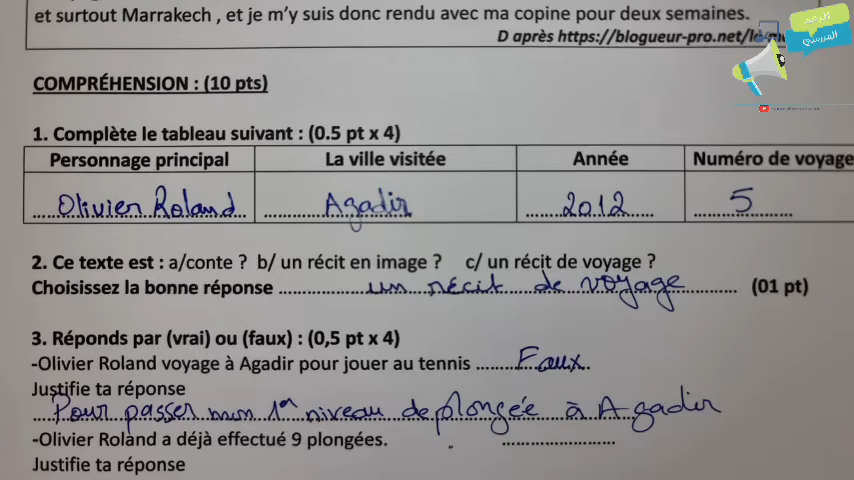 et surtout Marrakech , et je m'y suis donc rendu avec ma copine pour deux semaines.
D après https://blogueur-pro.net/
COMPRÉHENSION : (10 pts)
1. Complète le tableau suivant : (0.5 pt x 4)
Personnage principal La ville visitée Année Numéro de voyage
Olivier Roland Agadir 2012 5
2. Ce texte est : a/conte ? b/ un récit en image ? c/ un récit de voyage ?
Choisissez la bonne réponse .......... un récit de voyage .......... (01 pt)
3. Réponds par (vrai) ou (faux) : (0,5 pt x 4)
-Olivier Roland voyage à Agadir pour jouer au tennis .......... Faux
Justifie ta réponse
Pour passer mon 1er niveau de plongée à Agadir
-Olivier Roland a déjà effectué 9 plongées. ..........
Justifie ta réponse